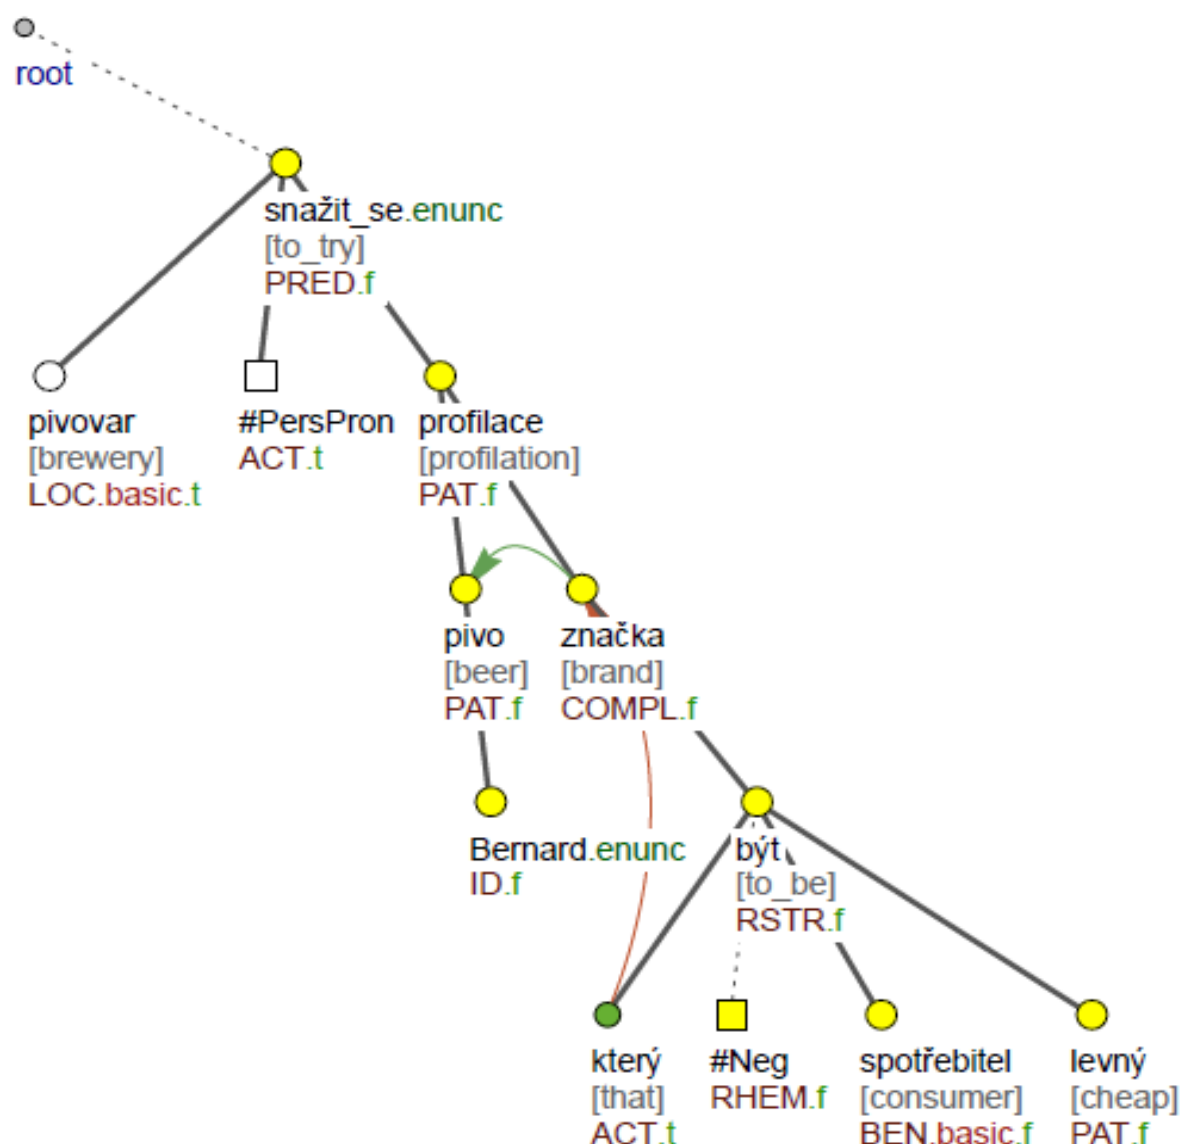 root
snažit_se.enunc
[to_try]
PRED.f
pivovar
[brewery]
LOC.basic.t
#PersPron
ACT.t
profilace
[profilation]
PAT.f
pivo
[beer]
PAT.f
značka
[brand]
COMPL.f
Bernard.enunc
ID.f
být
[to_be]
RSTR.f
který
[that]
ACT.t
#Neg
RHEM.f
spotřebitel
[consumer]
BEN.basic.f
levný
[cheap]
PAT.f